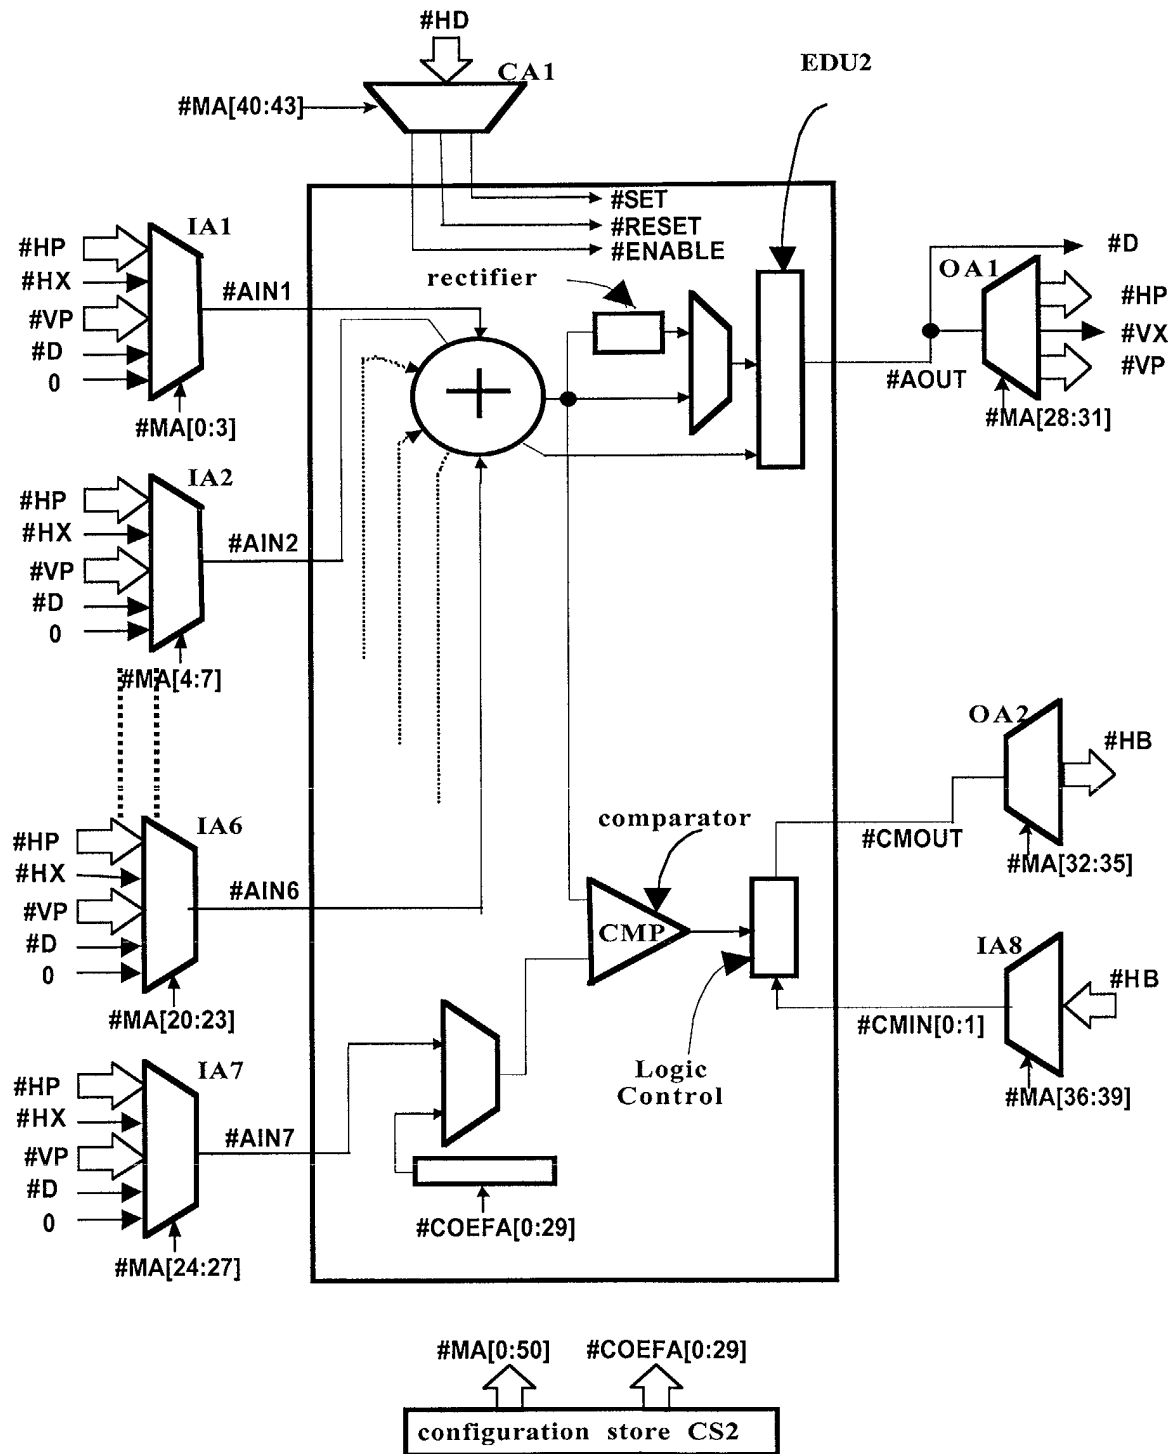 #HD
CA1
EDU2
#MA[40:43]
#SET
#RESET
#ENABLE
IA1
#HP
#HX
#VP
#D
0
#AIN1
#MA[0:3]
rectifier
#D
OA1
#HP
#VX
#VP
#AOUT
#MA[28:31]
+
IA2
#HP
#HX
#VP
#D
0
#AIN2
#MA[4:7]
OA2
#HB
#CMOUT
#MA[32:35]
IA6
#HP
#HX
#VP
#D
0
#AIN6
#MA[20:23]
comparator
CMP
IA8
#HB
#CMIN[0:1]
#MA[36:39]
Logic
Control
IA7
#HP
#HX
#VP
#D
0
#AIN7
#MA[24:27]
#COEFA[0:29]
#MA[0:50]
#COEFA[0:29]
configuration store CS2